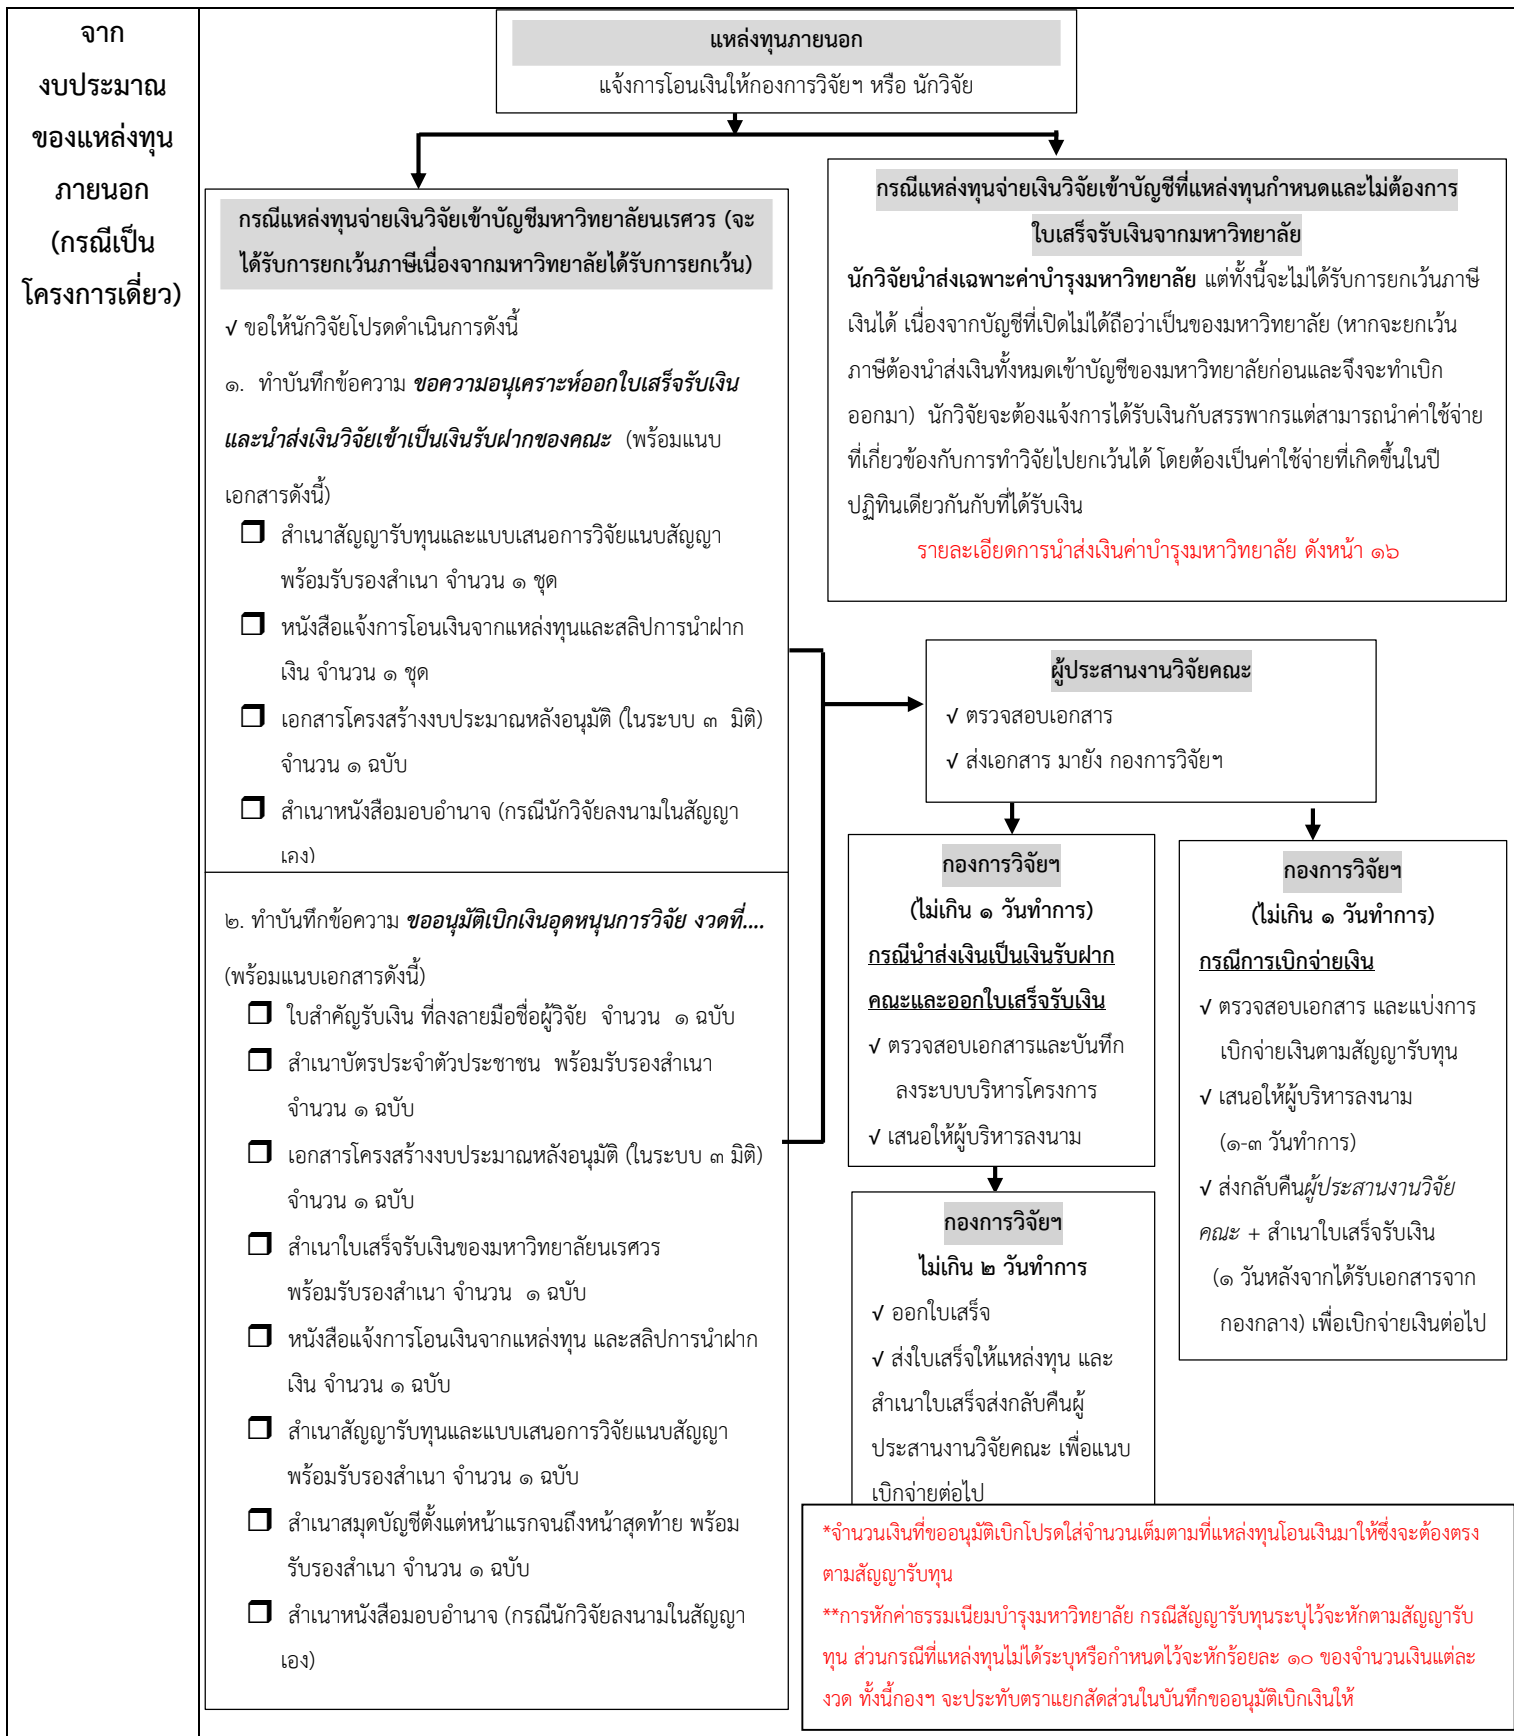 จาก
งบประมาณ
ของแหล่งทุน
ภายนอก
(กรณีเป็น
โครงการเดี่ยว)
แหล่งทุนภายนอก
แจ้งการโอนเงินให้กองการวิจัยฯ หรือ นักวิจัย
กรณีแหล่งทุนจ่ายเงินวิจัยเข้าบัญชีมหาวิทยาลัยนเรศวร (จะ
ได้รับการยกเว้นภาษีเนื่องจากมหาวิทยาลัยได้รับการยกเว้น)
√ ขอให้นักวิจัยโปรดดำเนินการดังนี้
๑. ทำบันทึกข้อความ ขอความอนุเคราะห์ออกใบเสร็จรับเงิน
และนำส่งเงินวิจัยเข้าเป็นเงินรับฝากของคณะ (พร้อมแนบ
เอกสารดังนี้)
❒ สำเนาสัญญารับทุนและแบบเสนอการวิจัยแนบสัญญา
พร้อมรับรองสำเนา จำนวน ๑ ชุด
❒ หนังสือแจ้งการโอนเงินจากแหล่งทุนและสลิปการนำฝาก
เงิน จำนวน ๑ ชุด
❒ เอกสารโครงสร้างงบประมาณหลังอนุมัติ (ในระบบ ๓ มิติ)
จำนวน ๑ ฉบับ
❒ สำเนาหนังสือมอบอำนาจ (กรณีนักวิจัยลงนามในสัญญา
เอง)
๒. ทำบันทึกข้อความ ขออนุมัติเบิกเงินอุดหนุนการวิจัย งวดที่....
(พร้อมแนบเอกสารดังนี้)
❒ ใบสำคัญรับเงิน ที่ลงลายมือชื่อผู้วิจัย จำนวน ๑ ฉบับ
❒ สำเนาบัตรประจำตัวประชาชน พร้อมรับรองสำเนา
จำนวน ๑ ฉบับ
❒ เอกสารโครงสร้างงบประมาณหลังอนุมัติ (ในระบบ ๓ มิติ)
จำนวน ๑ ฉบับ
❒ สำเนาใบเสร็จรับเงินของมหาวิทยาลัยนเรศวร
พร้อมรับรองสำเนา จำนวน ๑ ฉบับ
❒ หนังสือแจ้งการโอนเงินจากแหล่งทุน และสลิปการนำฝาก
เงิน จำนวน ๑ ฉบับ
❒ สำเนาสัญญารับทุนและแบบเสนอการวิจัยแนบสัญญา
พร้อมรับรองสำเนา จำนวน ๑ ฉบับ
❒ สำเนาสมุดบัญชีตั้งแต่หน้าแรกจนถึงหน้าสุดท้าย พร้อม
รับรองสำเนา จำนวน ๑ ฉบับ
❒ สำเนาหนังสือมอบอำนาจ (กรณีนักวิจัยลงนามในสัญญา
เอง)
กรณีแหล่งทุนจ่ายเงินวิจัยเข้าบัญชีที่แหล่งทุนกำหนดและไม่ต้องการ
ใบเสร็จรับเงินจากมหาวิทยาลัย
นักวิจัยนำส่งเฉพาะค่าบำรุงมหาวิทยาลัย แต่ทั้งนี้จะไม่ได้รับการยกเว้นภาษี
เงินได้ เนื่องจากบัญชีที่เปิดไม่ได้ถือว่าเป็นของมหาวิทยาลัย (หากจะยกเว้น
ภาษีต้องนำส่งเงินทั้งหมดเข้าบัญชีของมหาวิทยาลัยก่อนและจึงจะทำเบิก
ออกมา) นักวิจัยจะต้องแจ้งการได้รับเงินกับสรรพากรแต่สามารถนำค่าใช้จ่าย
ที่เกี่ยวข้องกับการทำวิจัยไปยกเว้นได้ โดยต้องเป็นค่าใช้จ่ายที่เกิดขึ้นในปี
ปฏิทินเดียวกันกับที่ได้รับเงิน
รายละเอียดการนำส่งเงินค่าบำรุงมหาวิทยาลัย ดังหน้า ๑๖
ผู้ประสานงานวิจัยคณะ
√ ตรวจสอบเอกสาร
√ ส่งเอกสาร มายัง กองการวิจัยฯ
กองการวิจัยฯ
(ไม่เกิน ๑ วันทำการ)
กรณีนำส่งเงินเป็นเงินรับฝาก
คณะและออกใบเสร็จรับเงิน
√ ตรวจสอบเอกสารและบันทึก
ลงระบบบริหารโครงการ
√ เสนอให้ผู้บริหารลงนาม
กองการวิจัยฯ
ไม่เกิน ๒ วันทำการ
√ ออกใบเสร็จ
√ ส่งใบเสร็จให้แหล่งทุน และ
สำเนาใบเสร็จส่งกลับคืนผู้
ประสานงานวิจัยคณะ เพื่อแนบ
เบิกจ่ายต่อไป
กองการวิจัยฯ
(ไม่เกิน ๑ วันทำการ)
กรณีการเบิกจ่ายเงิน
√ ตรวจสอบเอกสาร และแบ่งการ
เบิกจ่ายเงินตามสัญญารับทุน
√ เสนอให้ผู้บริหารลงนาม
(๑-๓ วันทำการ)
√ ส่งกลับคืนผู้ประสานงานวิจัย
คณะ + สำเนาใบเสร็จรับเงิน
(๑ วันหลังจากได้รับเอกสารจาก
กองกลาง) เพื่อเบิกจ่ายเงินต่อไป
*จำนวนเงินที่ขออนุมัติเบิกโปรดใส่จำนวนเต็มตามที่แหล่งทุนโอนเงินมาให้ซึ่งจะต้องตรง
ตามสัญญารับทุน
**การหักค่าธรรมเนียมบำรุงมหาวิทยาลัย กรณีสัญญารับทุนระบุไว้จะหักตามสัญญารับ
ทุน ส่วนกรณีที่แหล่งทุนไม่ได้ระบุหรือกำหนดไว้จะหักร้อยละ ๑๐ ของจำนวนเงินแต่ละ
งวด ทั้งนี้กองฯ จะประทับตราแยกสัดส่วนในบันทึกขออนุมัติเบิกเงินให้